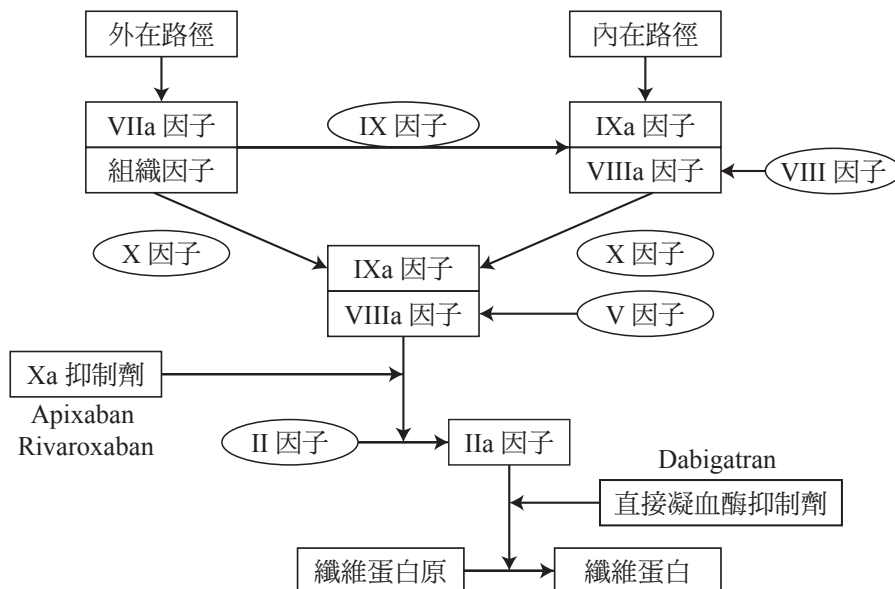 外在路徑
內在路徑
VIIa 因子
IX 因子
IXa 因子
組織因子
VIIIa 因子
VIII 因子
X 因子
IXa 因子
X 因子
VIIIa 因子
V 因子
Xa 抑制劑
Apixaban
Rivaroxaban
II 因子
IIa 因子
Dabigatran
直接凝血酶抑制劑
纖維蛋白原
纖維蛋白